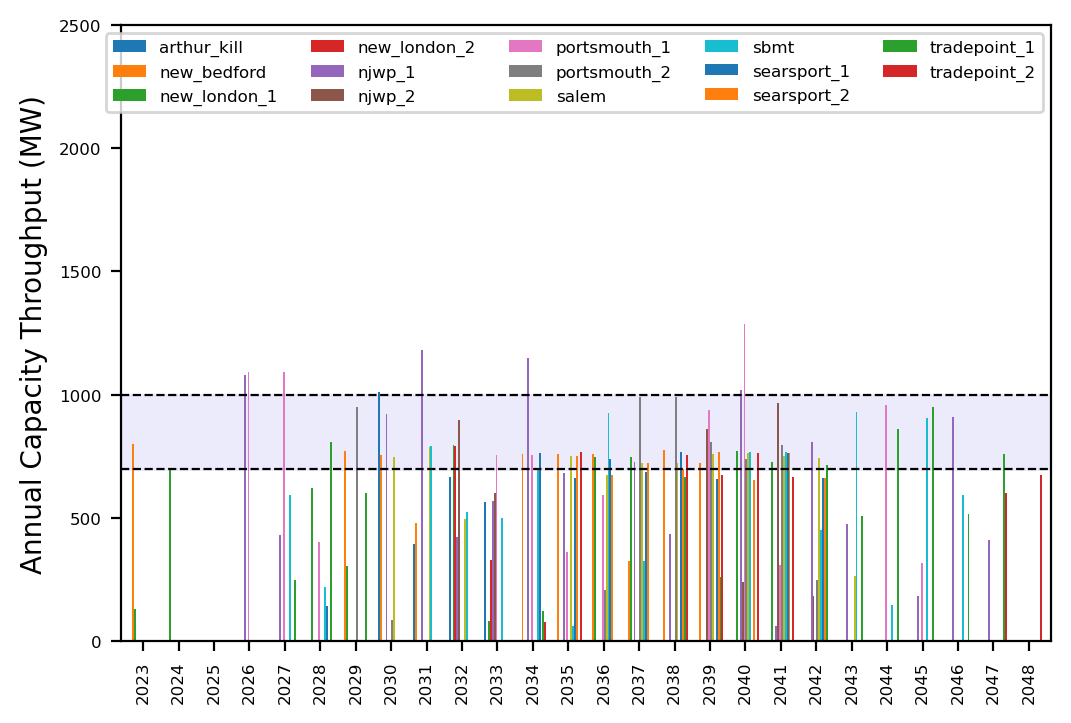 2500
2000
1500
1000
500
0
Annual Capacity Throughput (MW)
arthur_kill
new_bedford
new_london_1
new_london_2
njwp_1
njwp_2
portsmouth_1
portsmouth_2
salem
sbmt
searsport_1
searsport_2
tradepoint_1
tradepoint_2
2023
2024
2025
2026
2027
2028
2029
2030
2031
2032
2033
2034
2035
2036
2037
2038
2039
2040
2041
2042
2043
2044
2045
2046
2047
2048